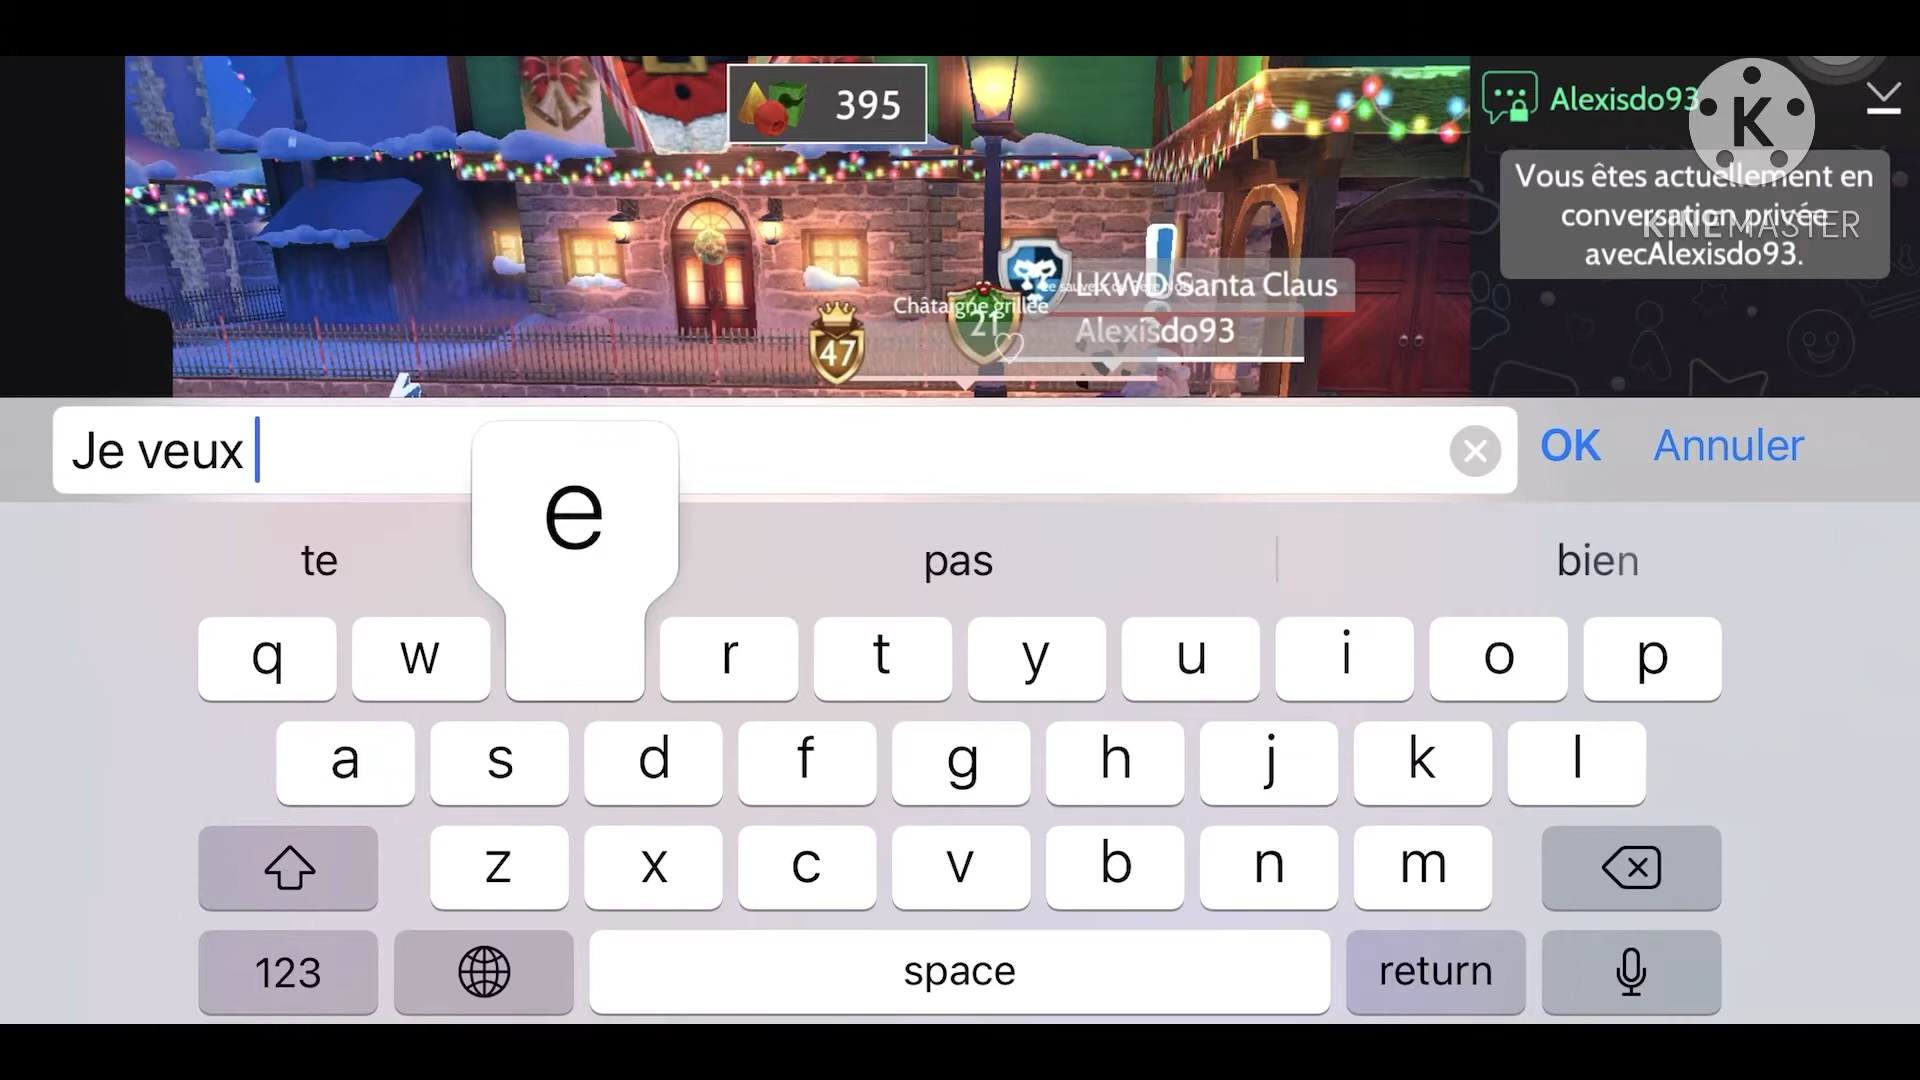 395
Alexisdo93
K
Vous êtes actuellement en
conversation privée
avecAlexisdo93.
KINEMASTER
LKWD Santa Claus
Châtaigne grillée
21
Alexisdo93
47
Je veux
OK
Annuler
e
te
pas
bien
q w r t y u i o p
a s d f g h j k l
z x c v b n m
123
space
return